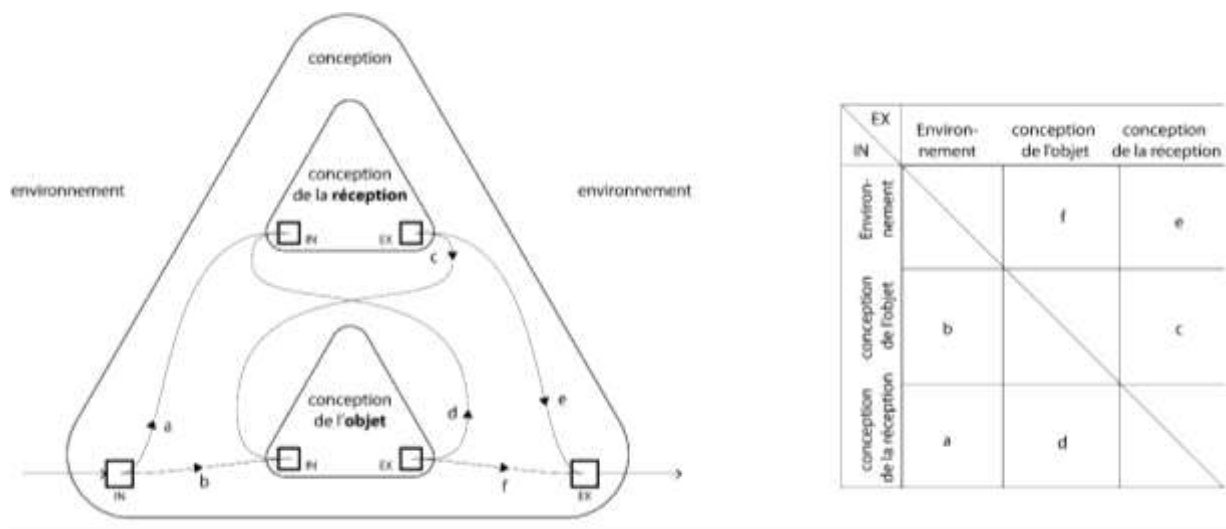 conception
conception
de la réception
environnement
environnement
IN
EX
c
a
d
e
conception
de l'objet
IN
EX
b
f
IN
EX
EX
IN
Environ-
nement
conception
de l'objet
conception
de la réception
Environ-
nement
f
e
conception
de l'objet
b
c
conception
de la réception
a
d